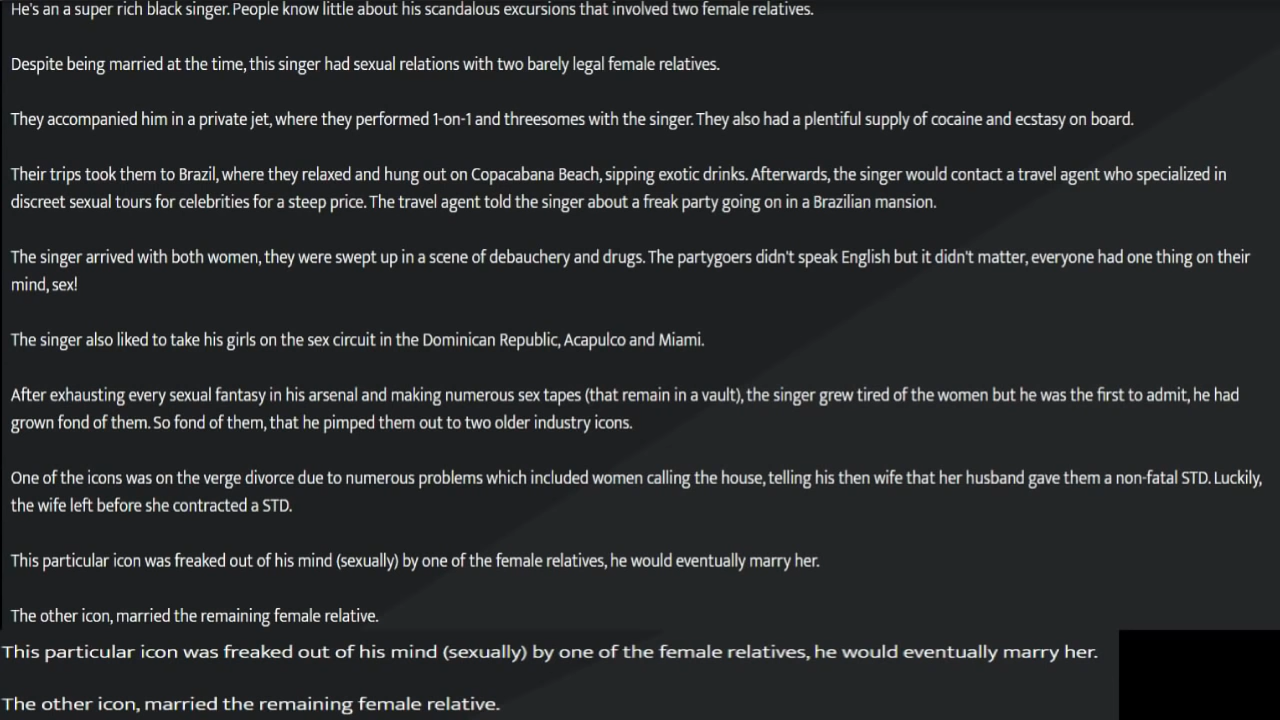 He's an a super rich black singer. People know little about his scandalous excursions that involved two female relatives.
Despite being married at the time, this singer had sexual relations with two barely legal female relatives.
They accompanied him in a private jet, where they performed 1-on-1 and threesomes with the singer. They also had a plentiful supply of cocaine and ecstasy on board.
Their trips took them to Brazil, where they relaxed and hung out on Copacabana Beach, sipping exotic drinks. Afterwards, the singer would contact a travel agent who specialized in
discreet sexual tours for celebrities for a steep price. The travel agent told the singer about a freak party going on in a Brazilian mansion.
The singer arrived with both women, they were swept up in a scene of debauchery and drugs. The partygoers didn't speak English but it didn't matter, everyone had one thing on their
mind, sex!
The singer also liked to take his girls on the sex circuit in the Dominican Republic, Acapulco and Miami.
After exhausting every sexual fantasy in his arsenal and making numerous sex tapes (that remain in a vault), the singer grew tired of the women but he was the first to admit, he had
grown fond of them. So fond of them, that he pimped them out to two older industry icons.
One of the icons was on the verge divorce due to numerous problems which included women calling the house, telling his then wife that her husband gave them a non-fatal STD. Luckily,
the wife left before she contracted a STD.
This particular icon was freaked out of his mind (sexually) by one of the female relatives, he would eventually marry her.
The other icon, married the remaining female relative.
This particular icon was freaked out of his mind (sexually) by one of the female relatives, he would eventually marry her.
The other icon, married the remaining female relative.